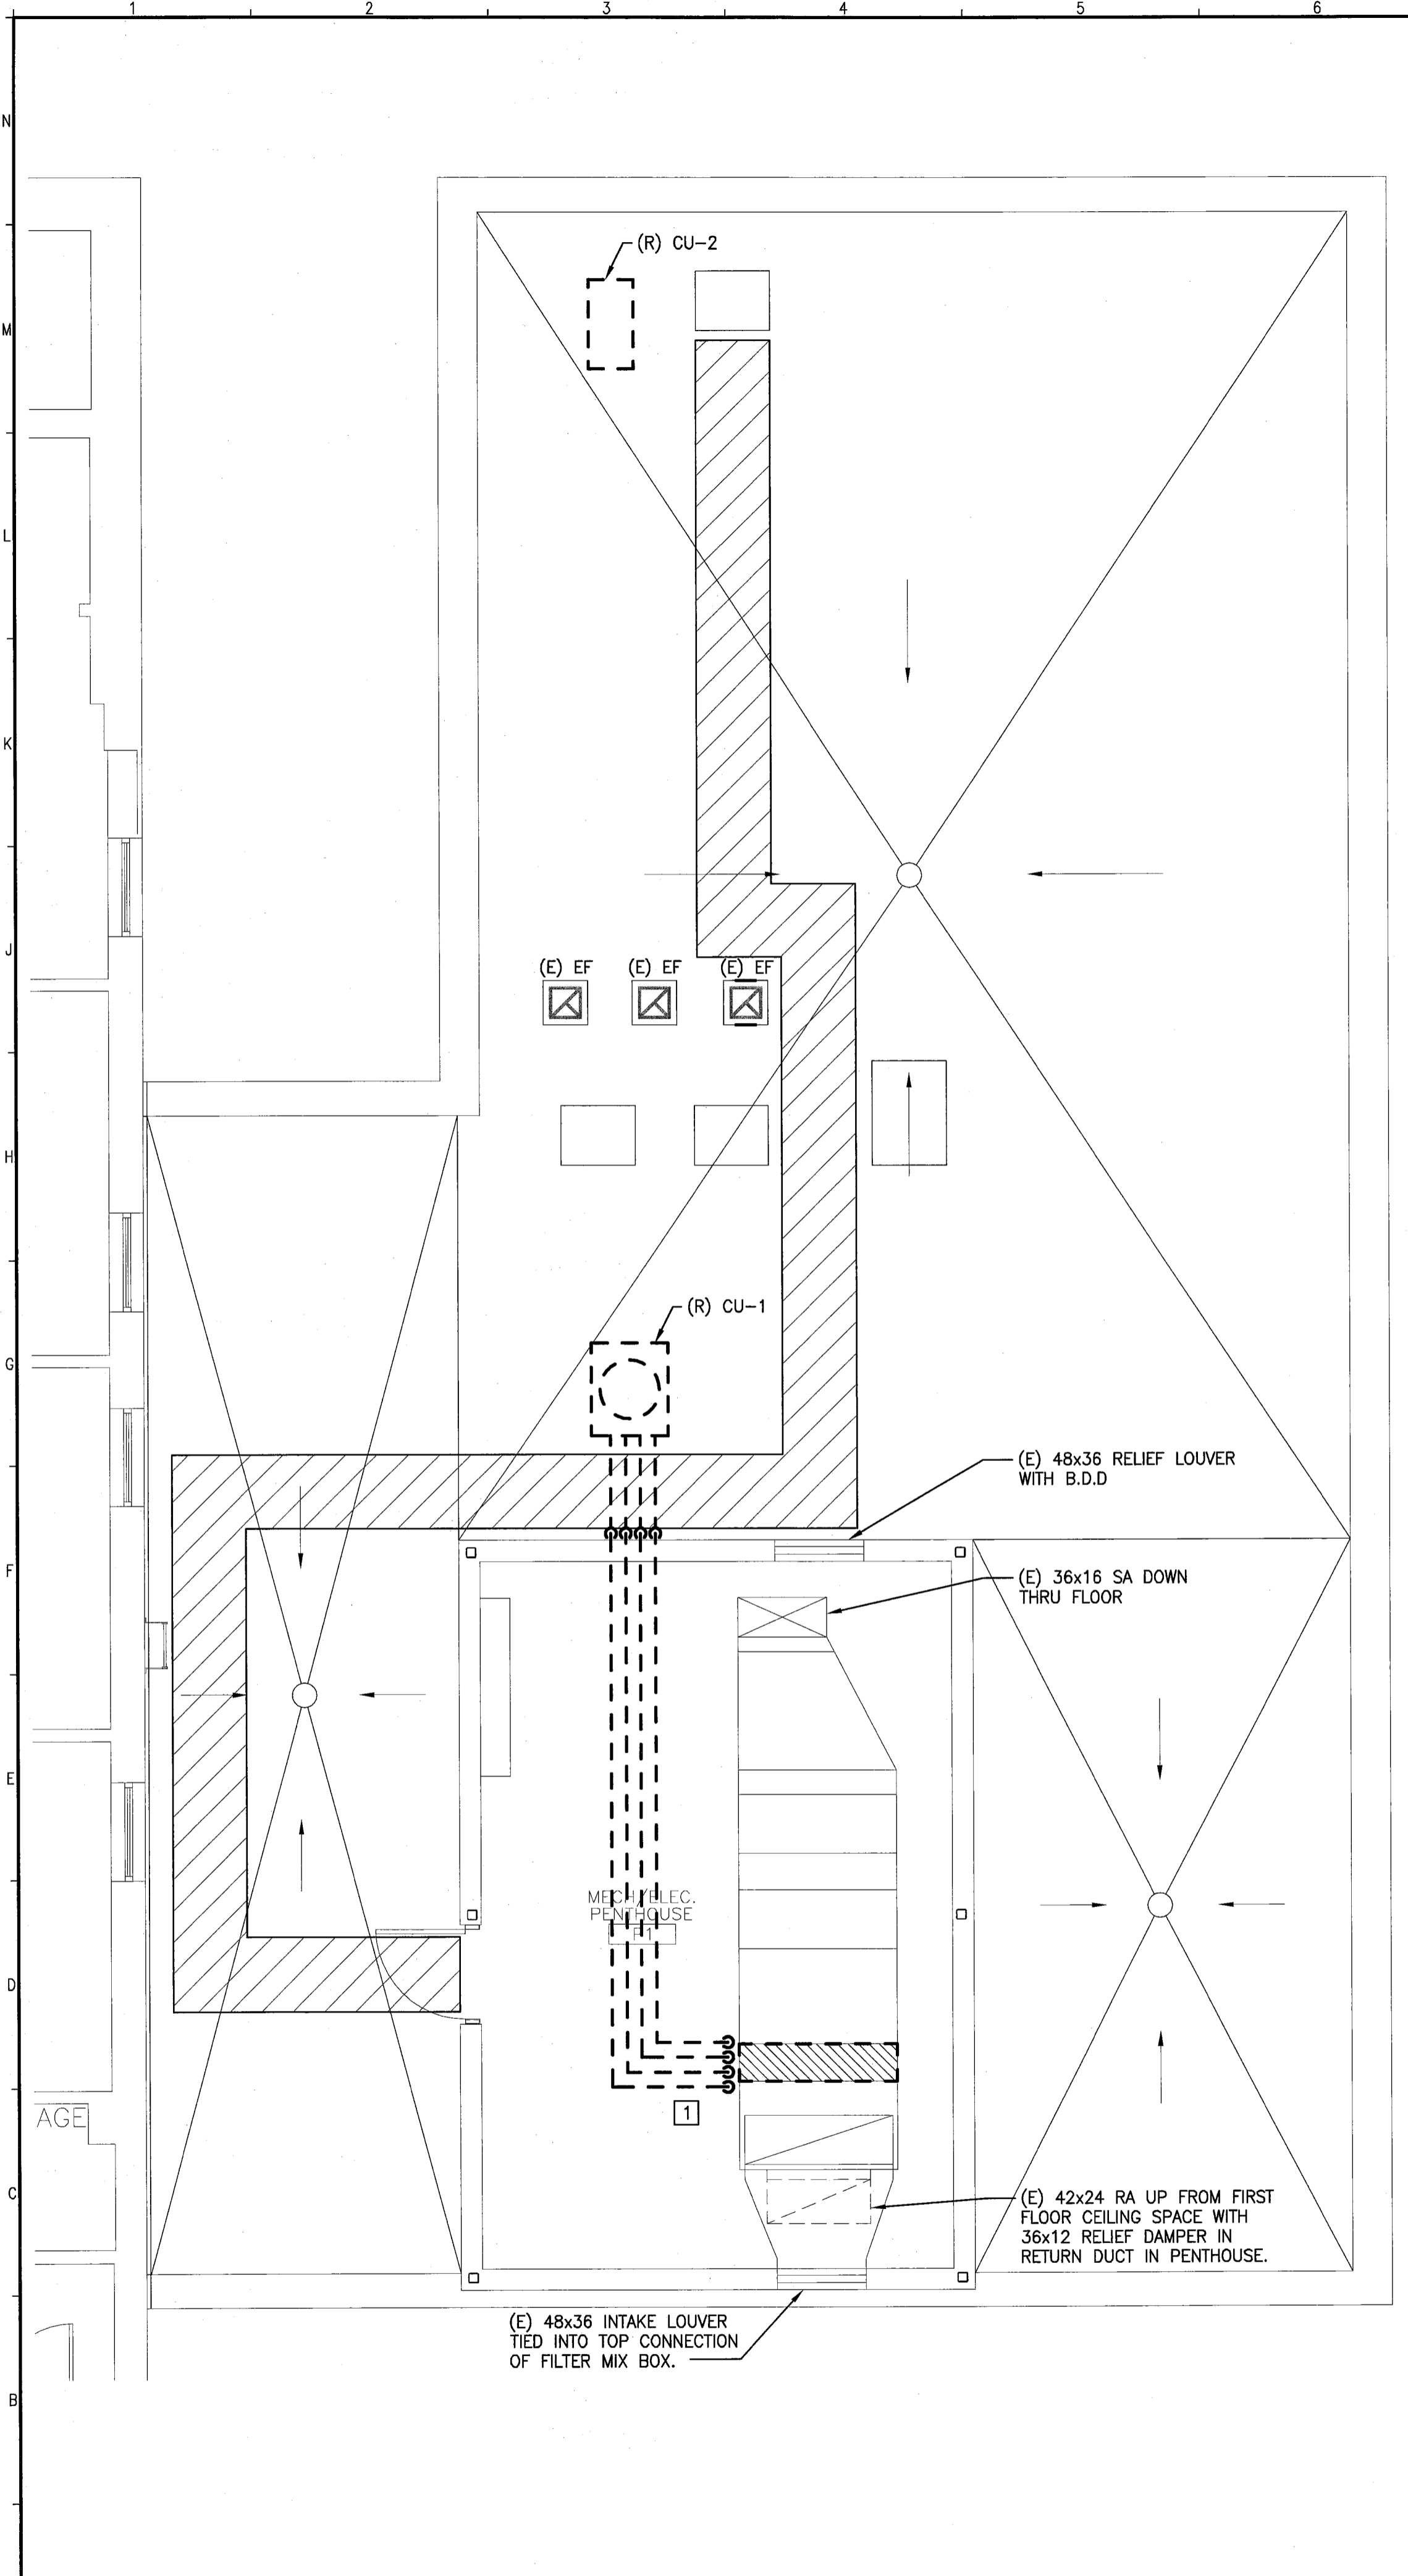 1 2 3 4 5 6
N
(R) CU-2
M
L
K
J
(E) EF (E) EF (E) EF
H
(R) CU-1
G
(E) 48x36 RELIEF LOUVER
WITH B.D.D
F
(E) 36x16 SA DOWN
THRU FLOOR
E
MECH/ELEC.
PENTHOUSE
P1
D
1
AGE
C
(E) 42x24 RA UP FROM FIRST
FLOOR CEILING SPACE WITH
36x12 RELIEF DAMPER IN
RETURN DUCT IN PENTHOUSE.
(E) 48x36 INTAKE LOUVER
TIED INTO TOP CONNECTION
OF FILTER MIX BOX.
B